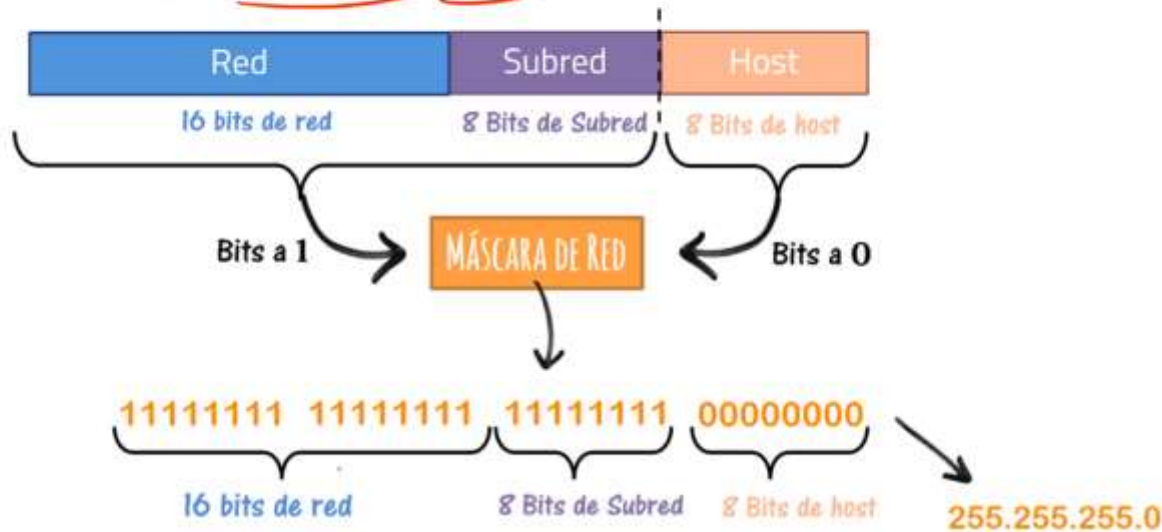 Red Subred Host
16 bits de red 8 Bits de Subred 8 Bits de host
Bits a 1 MÁSCARA DE RED Bits a 0
11111111 11111111 11111111 00000000
16 bits de red 8 Bits de Subred 8 Bits de host
255.255.255.0